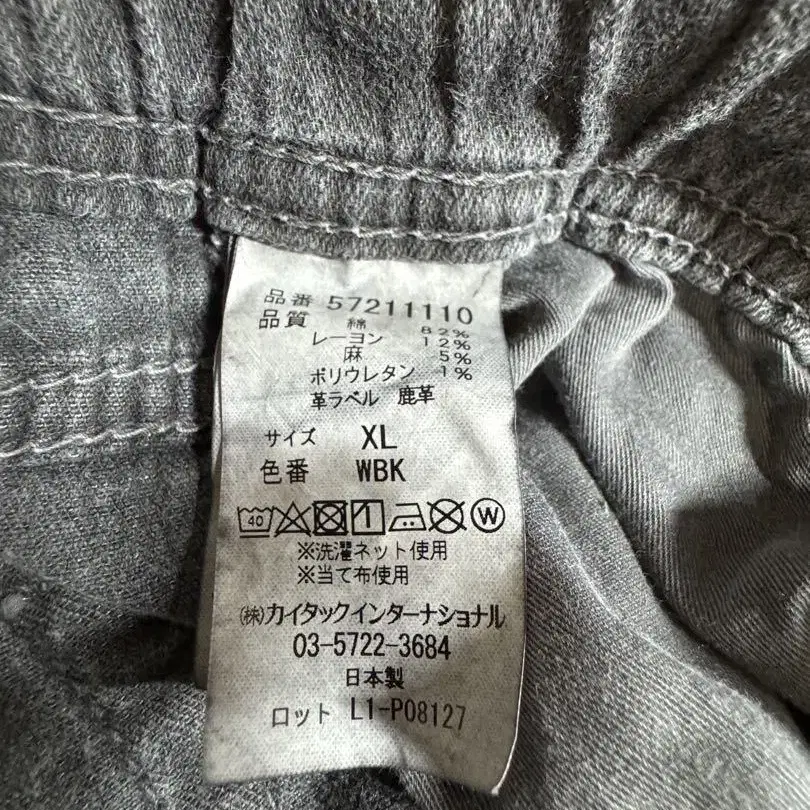 品番 57211110
品質 綿 82%
レーヨン 12%
麻 5%
ポリウレタン 1%
革ラベル 鹿革
サイズ XL
色番 WBK
40 W
※洗濯ネット使用
※当て布使用
㈱カイタックインターナショナル
03-5722-3684
日本製
ロット L1-P08127